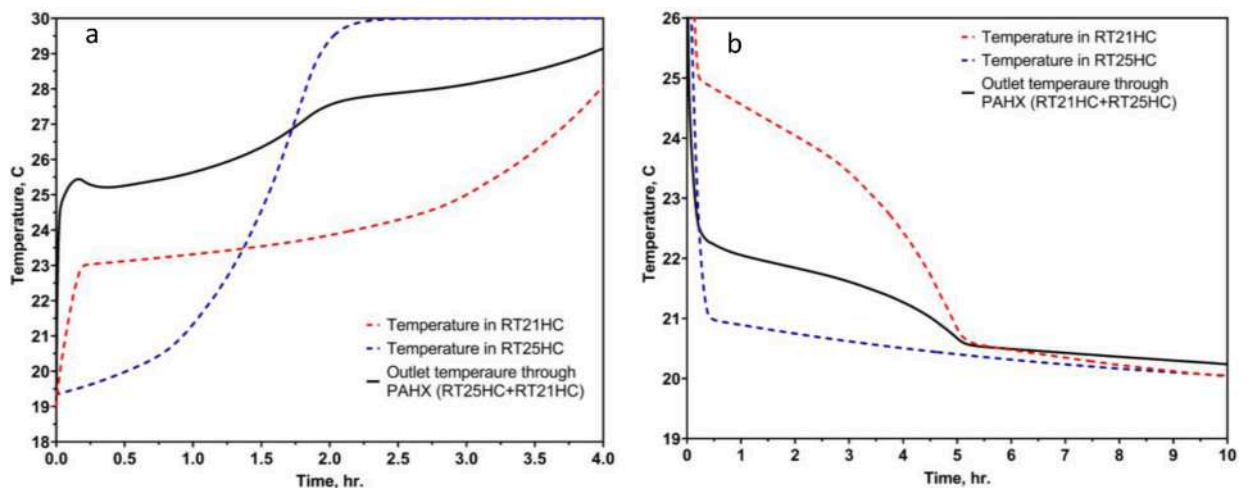 a
Temperature, C
30
29
28
27
26
25
24
23
22
21
20
19
18
Temperature in RT21HC
Temperature in RT25HC
Outlet temperaure through
PAHX (RT25HC+RT21HC)
0.0 0.5 1.0 1.5 2.0 2.5 3.0 3.5 4.0
Time, hr.
b
Temperature, C
26
25
24
23
22
21
20
19
Temperature in RT21HC
Temperature in RT25HC
Outlet temperaure through
PAHX (RT21HC+RT25HC)
0 1 2 3 4 5 6 7 8 9 10
Time, hr.